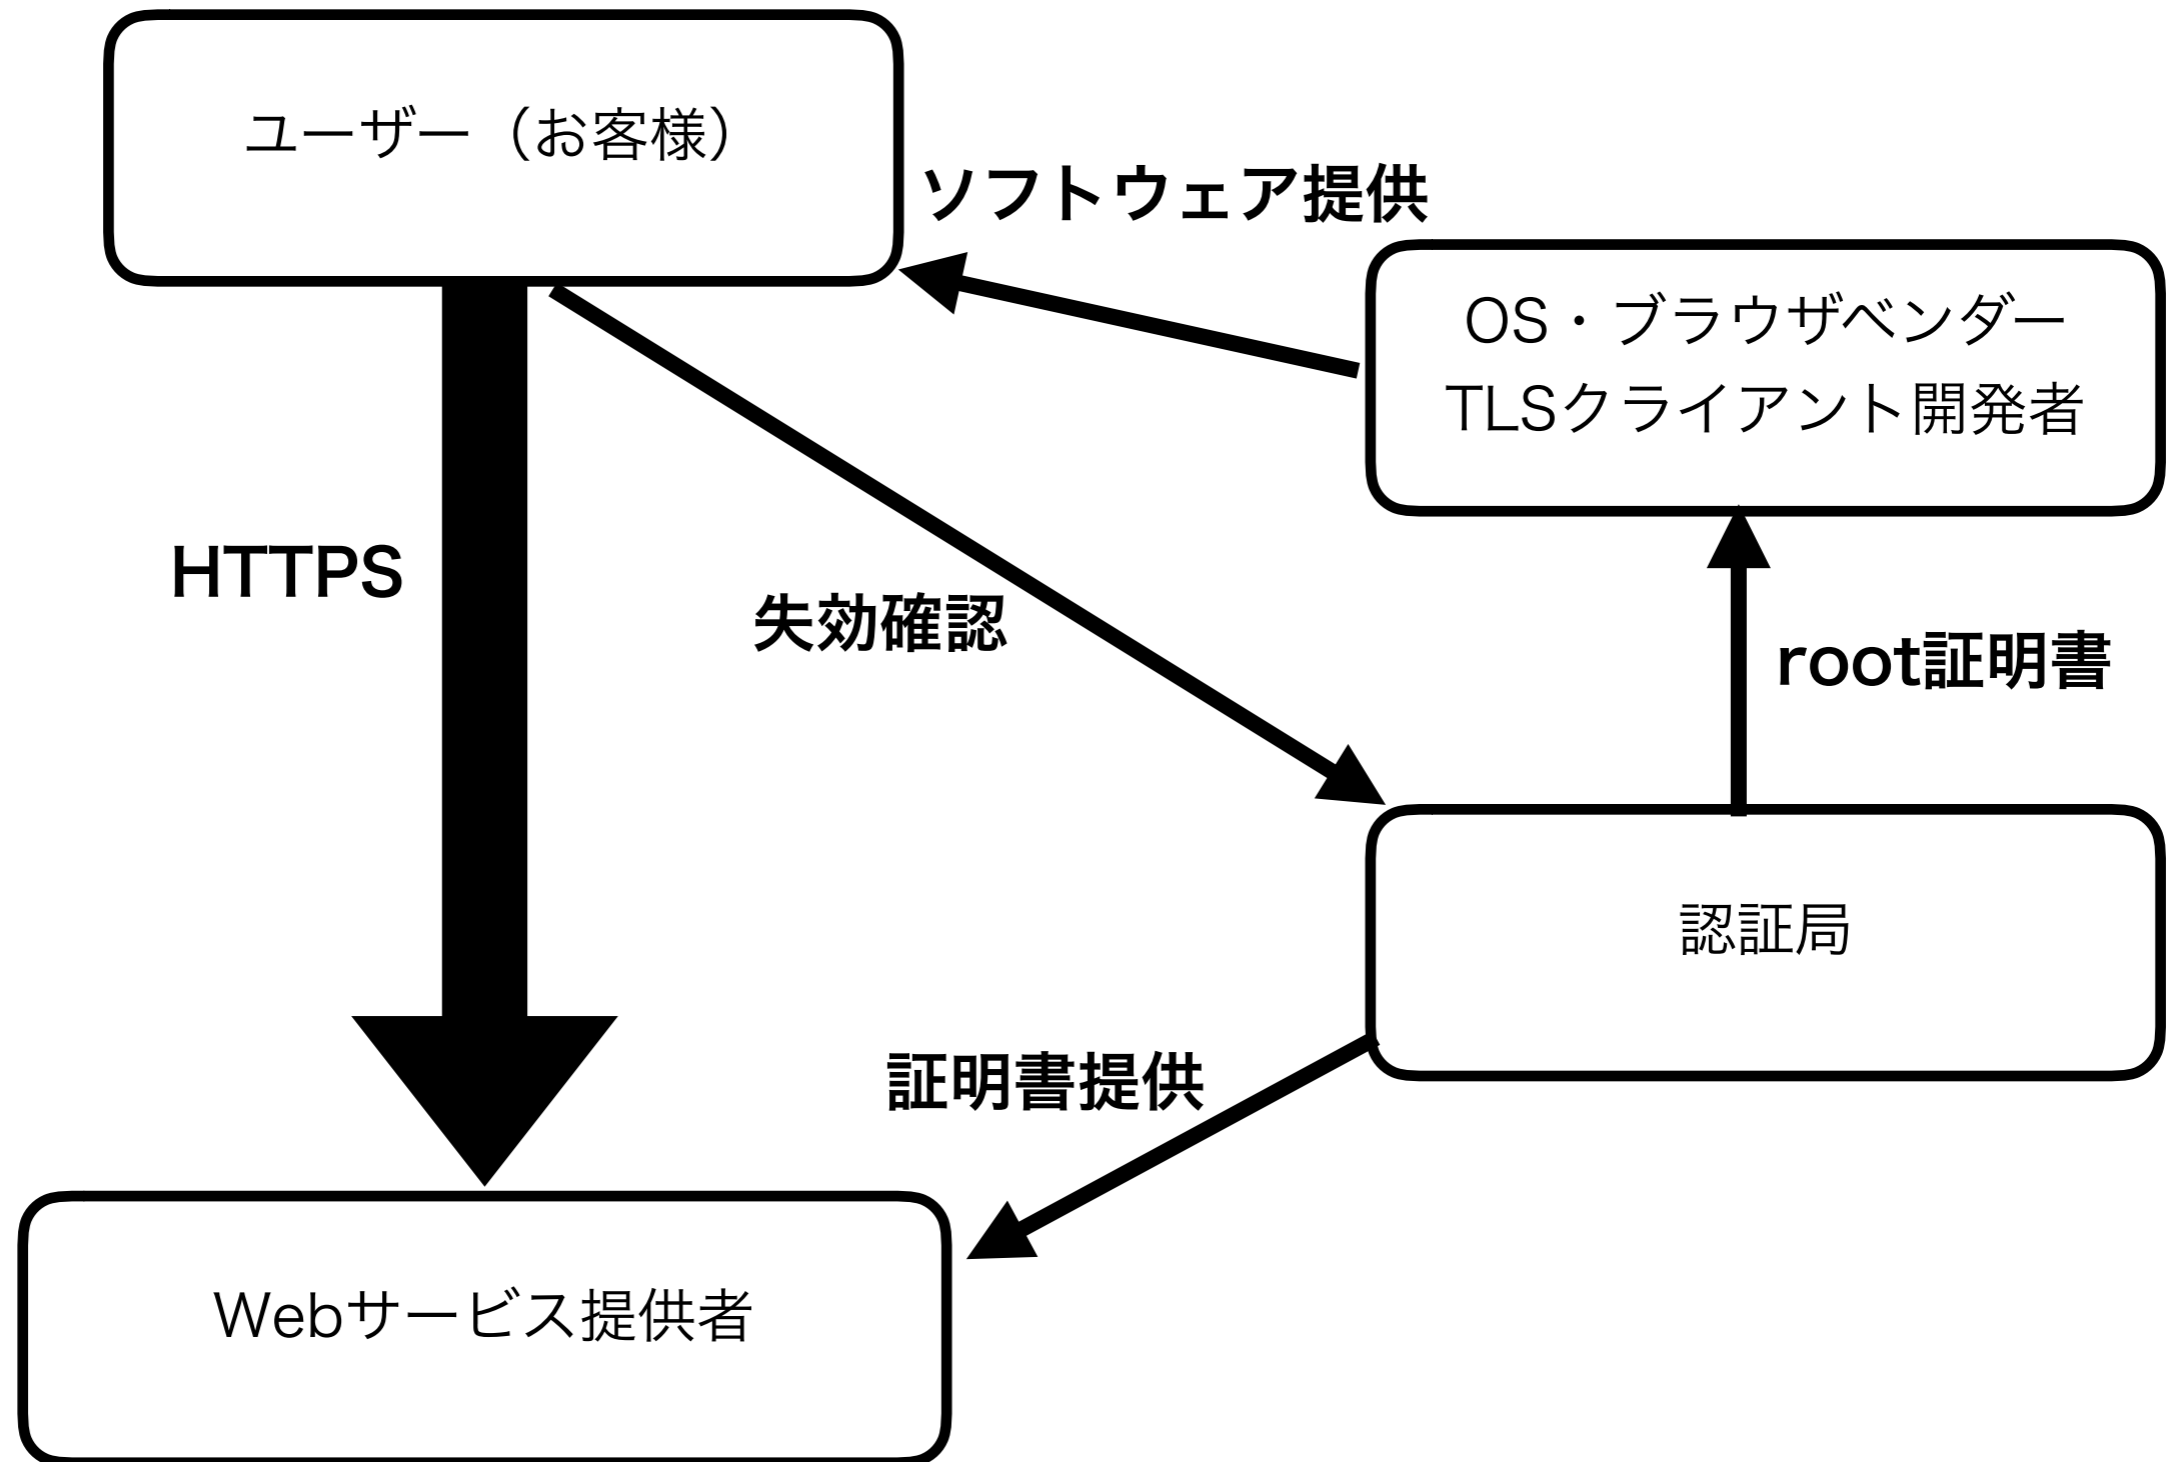 ユーザー（お客様）
ソフトウェア提供
OS・ブラウザベンダー
TLSクライアント開発者
HTTPS
失効確認
root証明書
認証局
証明書提供
Webサービス提供者